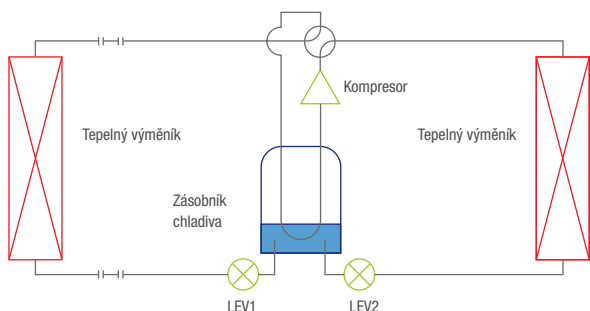 Kompresor
Tepelný výměník
Tepelný výměník
Zásobník
chladiva
LEV1
LEV2